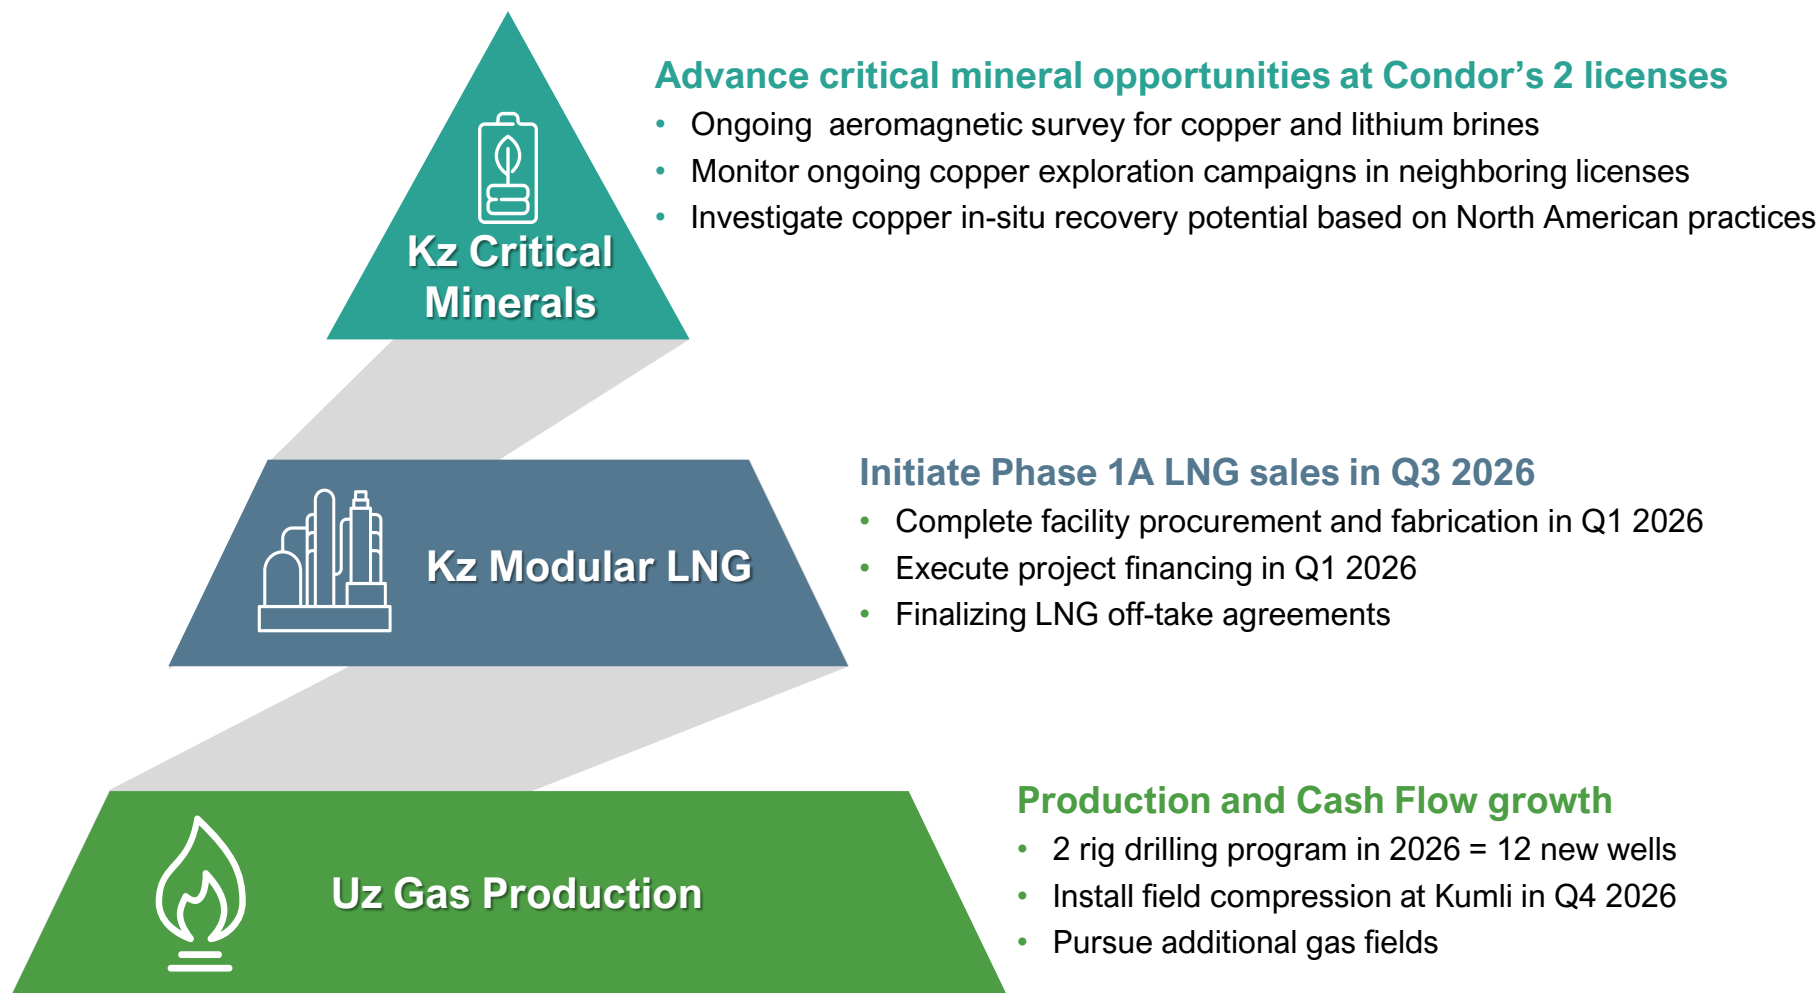 Advance critical mineral opportunities at Condor’s 2 licenses
• Ongoing  aeromagnetic survey for copper and lithium brines
• Monitor ongoing copper exploration campaigns in neighboring licenses
• Investigate copper in-situ recovery potential based on North American practices
Kz Critical
Minerals
Initiate Phase 1A LNG sales in Q3 2026
• Complete facility procurement and fabrication in Q1 2026
• Execute project financing in Q1 2026
• Finalizing LNG off-take agreements
Kz Modular LNG
Production and Cash Flow growth
• 2 rig drilling program in 2026 = 12 new wells
• Install field compression at Kumli in Q4 2026
• Pursue additional gas fields
Uz Gas Production